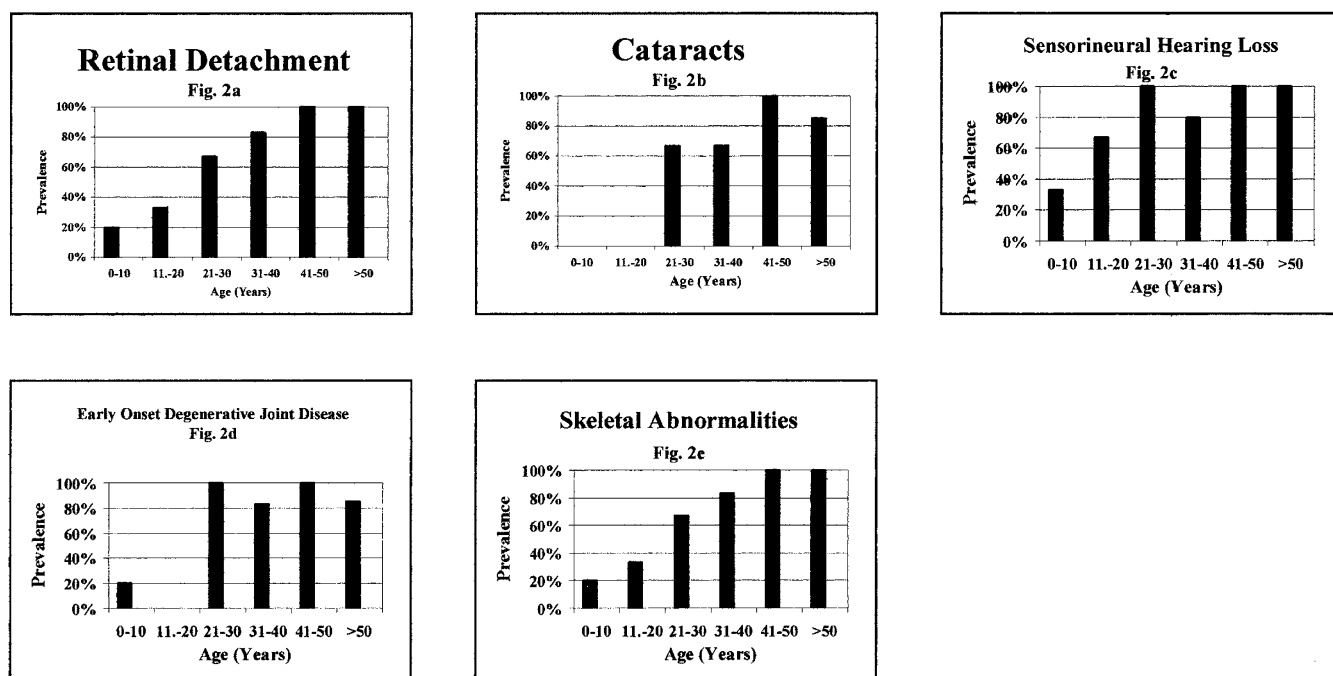 Retinal Detachment
Fig. 2a
100%
80%
60%
40%
20%
0%
Prevalence
0-10 11.-20 21-30 31-40 41-50 >50
Age (Years)
Cataracts
Fig. 2b
100%
80%
60%
40%
20%
0%
Prevalence
0-10 11.-20 21-30 31-40 41-50 >50
Age (Years)
Sensorineural Hearing Loss
Fig. 2c
100%
80%
60%
40%
20%
0%
Prevalence
0-10 11.-20 21-30 31-40 41-50 >50
Age (Years)
Early Onset Degenerative Joint Disease
Fig. 2d
100%
80%
60%
40%
20%
0%
Prevalence
0-10 11.-20 21-30 31-40 41-50 >50
Age (Years)
Skeletal Abnormalities
Fig. 2e
100%
80%
60%
40%
20%
0%
Prevalence
0-10 11.-20 21-30 31-40 41-50 >50
Age (Years)